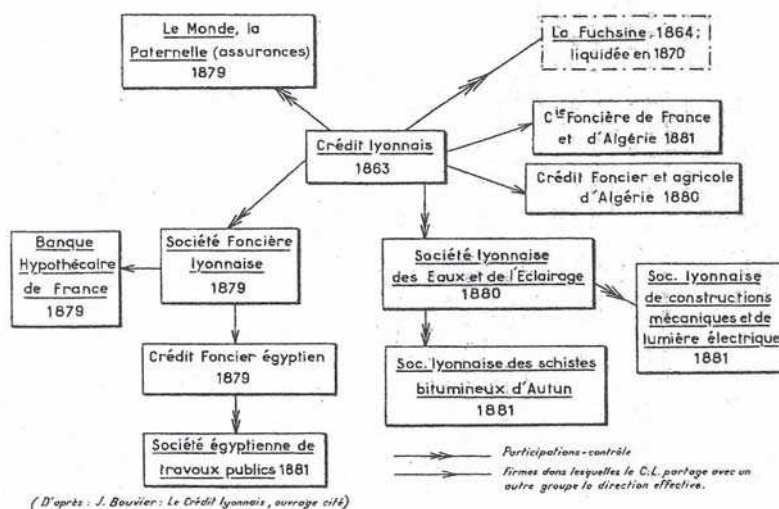 Le Monde, la
Paternelle (assurances)
1879
La Fuchsine, 1864;
liquidée en
1870
Crédit lyonnais
1863
Cie Foncière de France
et d'Algérie 1881
Crédit Foncier et agricole
d'Algérie 1880
Banque
Hypothécaire
de France
1879
Société Foncière
lyonnaise
1879
Société lyonnaise
des Eaux et de l'Eclairage
1880
Soc. lyonnaise
de constructions
mécaniques et de
lumière électrique
1881
Crédit Foncier égyptien
1879
Soc. lyonnaise des schistes
bitumineux d'Autun
1881
Société égyptienne de
travaux publics 1881
Participations-contrôle
Firmes dans lesquelles le C.L. partage avec un
autre groupe la direction effective.
(D'après : J. Bouvier : Le Crédit lyonnais, ouvrage cité)